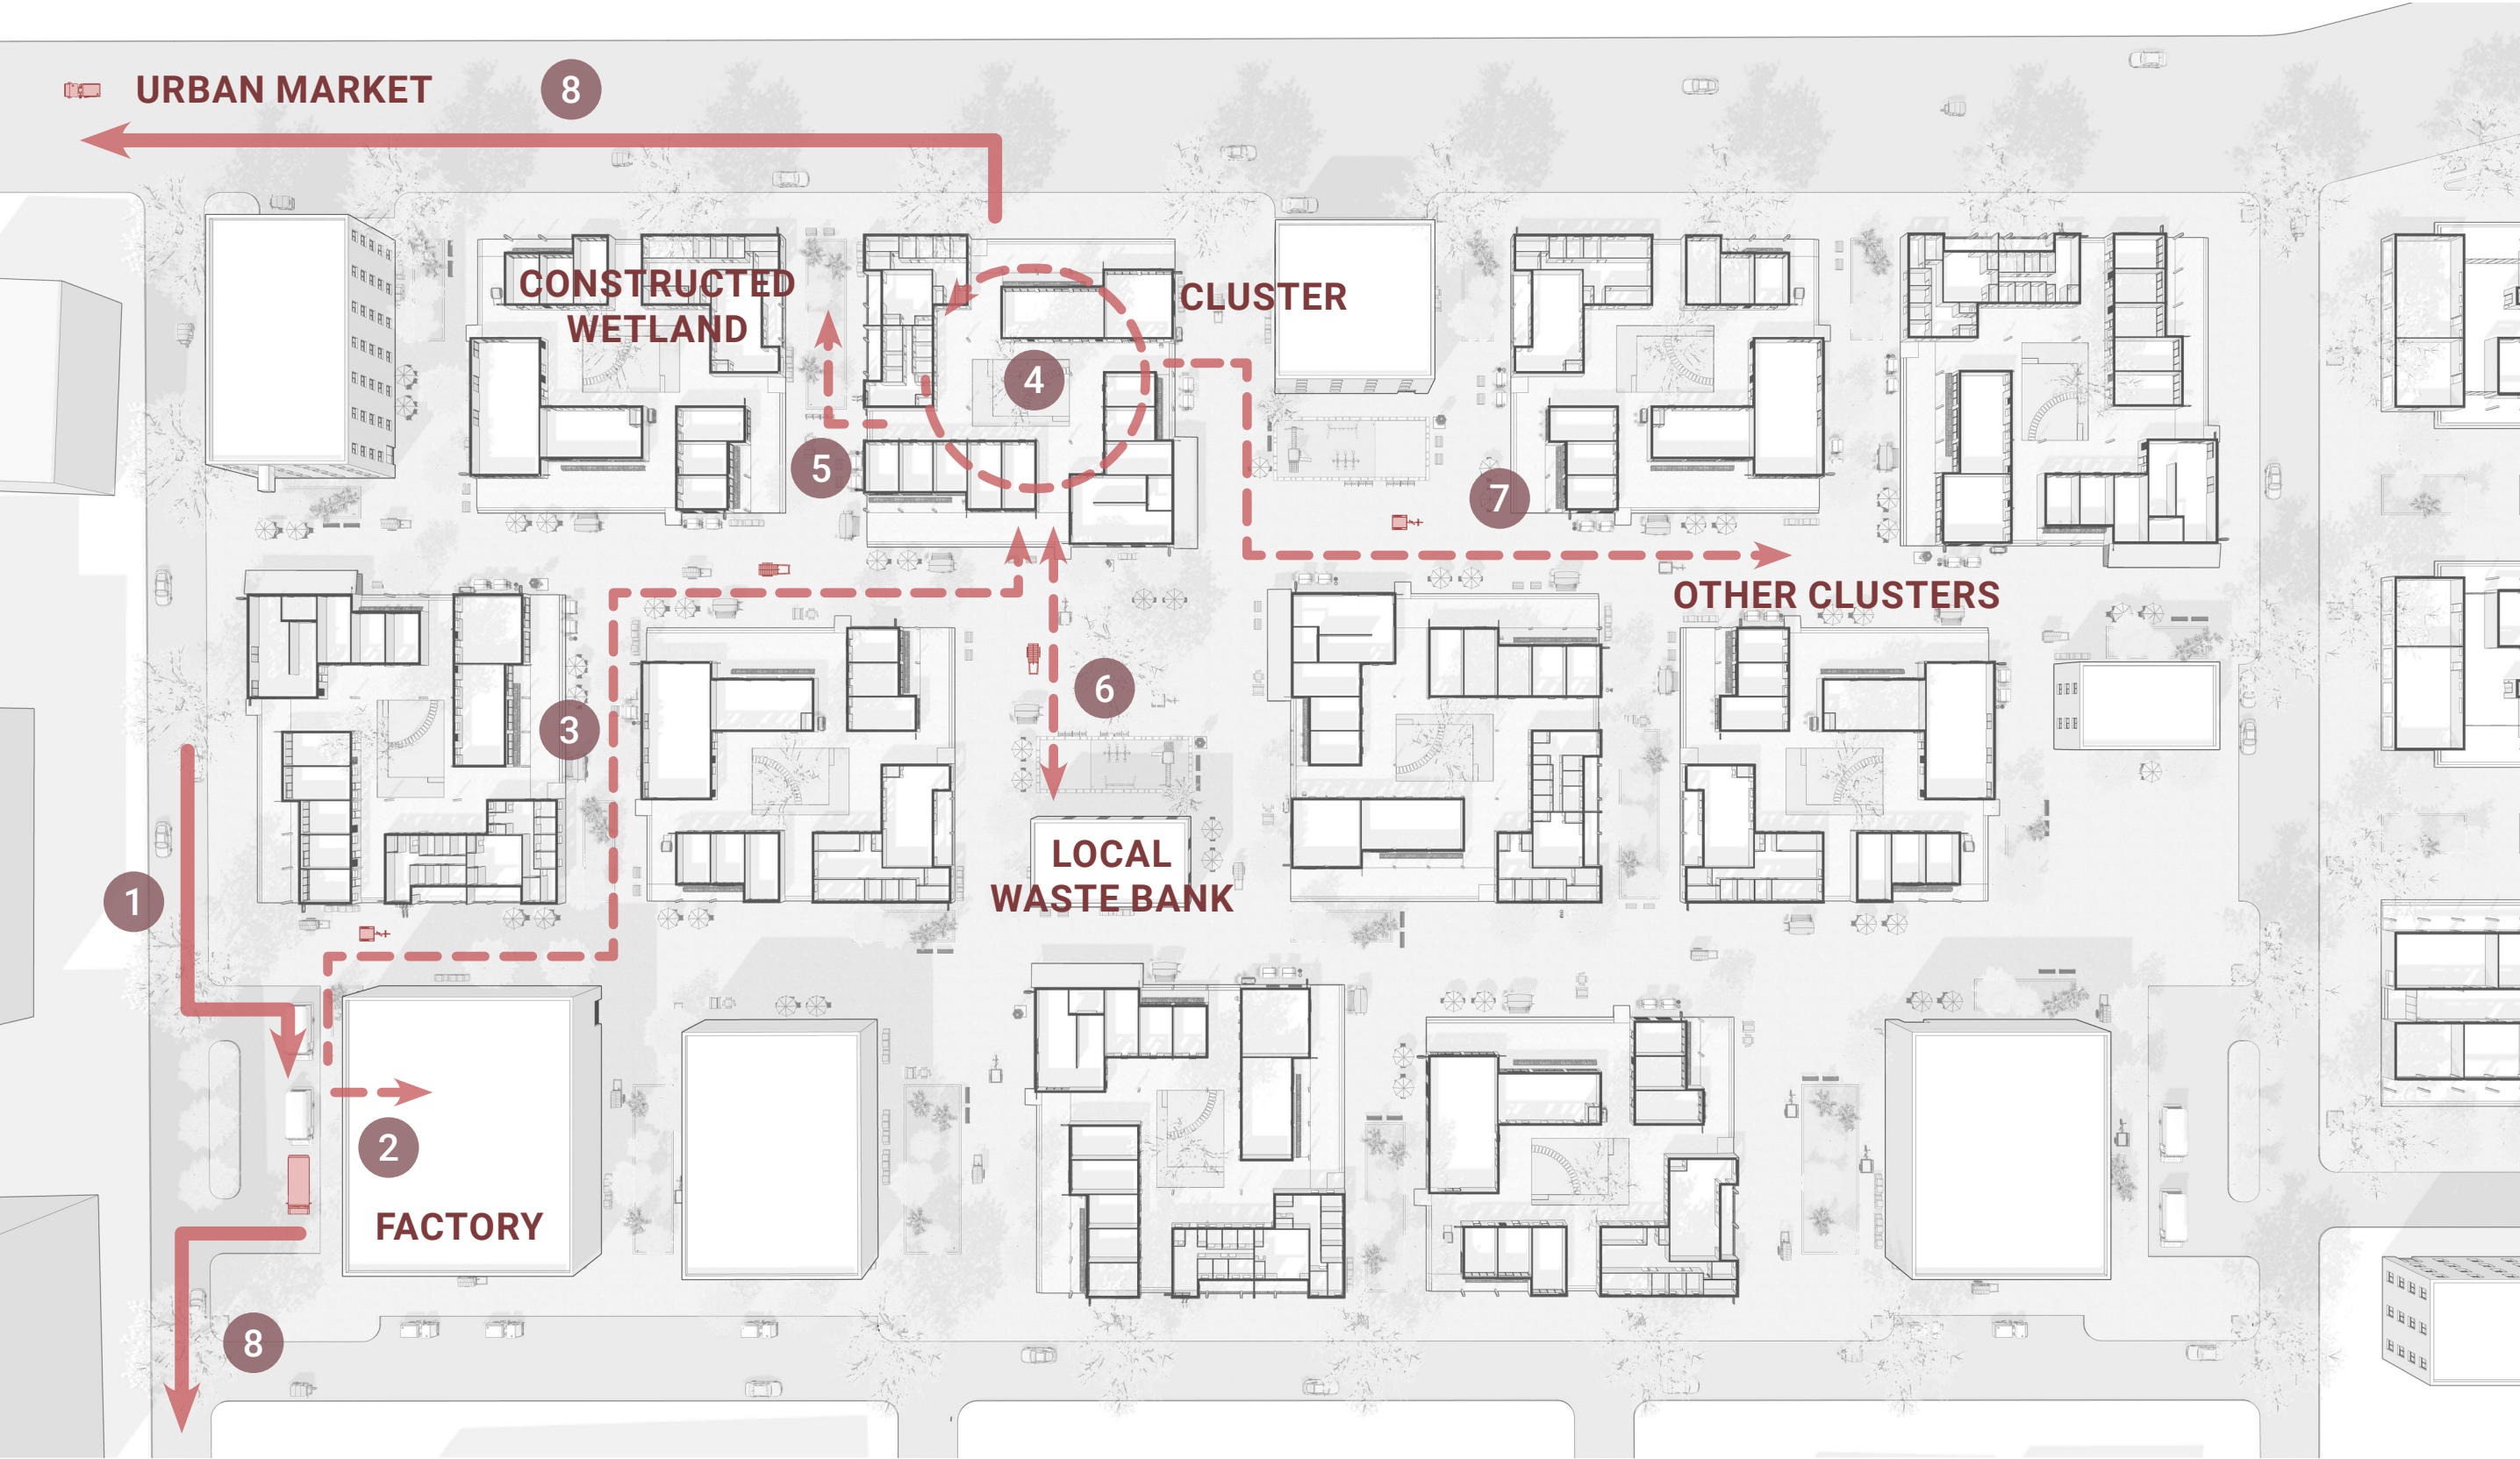 URBAN MARKET
8
CONSTRUCTED
WETLAND
CLUSTER
4
5
7
OTHER CLUSTERS
6
3
LOCAL
WASTE BANK
1
2
FACTORY
8